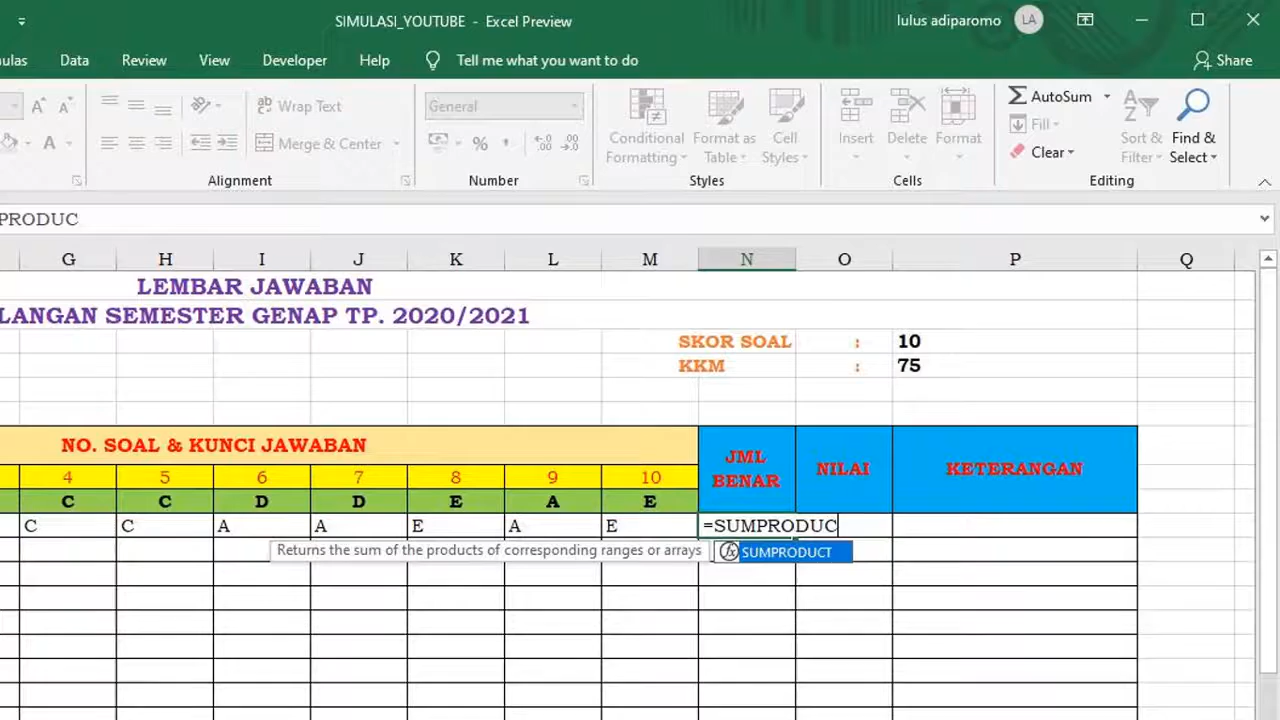 SIMULASI_YOUTUBE - Excel Preview
lulus adiparomo LA
ulas Data Review View Developer Help Tell me what you want to do Share
Wrap Text
Merge & Center
Alignment
General
%
Number
Conditional Formatting
Format as Table
Cell Styles
Styles
Insert Delete Format
Cells
AutoSum
Fill
Clear
Sort & Filter
Find & Select
Editing
PRODUC
G H I J K L M N O P Q
LEMBAR JAWABAN
LANGAN SEMESTER GENAP TP. 2020/2021
SKOR SOAL : 10
KKM : 75
NO. SOAL & KUNCI JAWABAN JML BENAR NILAI KETERANGAN
4 5 6 7 8 9 10
C C D D E A E
C C A A E A E =SUMPRODUC
Returns the sum of the products of corresponding ranges or arrays fx SUMPRODUCT